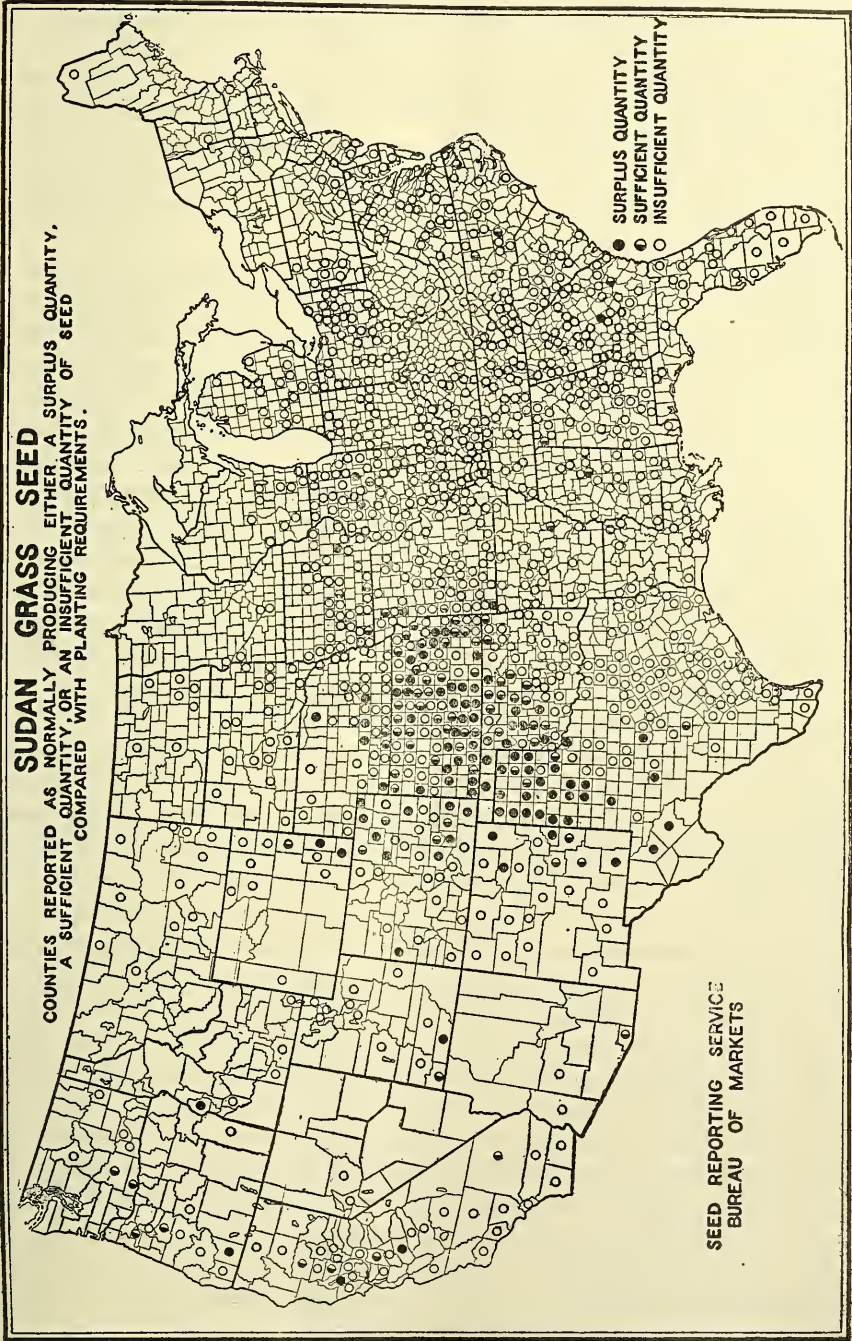 SUDAN GRASS SEED
COUNTIES REPORTED AS NORMALLY PRODUCING EITHER A SURPLUS QUANTITY,
A SUFFICIENT QUANTITY, OR AN INSUFFICIENT QUANTITY OF SEED
COMPARED WITH PLANTING REQUIREMENTS.
SURPLUS QUANTITY
SUFFICIENT QUANTITY
INSUFFICIENT QUANTITY
SEED REPORTING SERVICE
BUREAU OF MARKETS